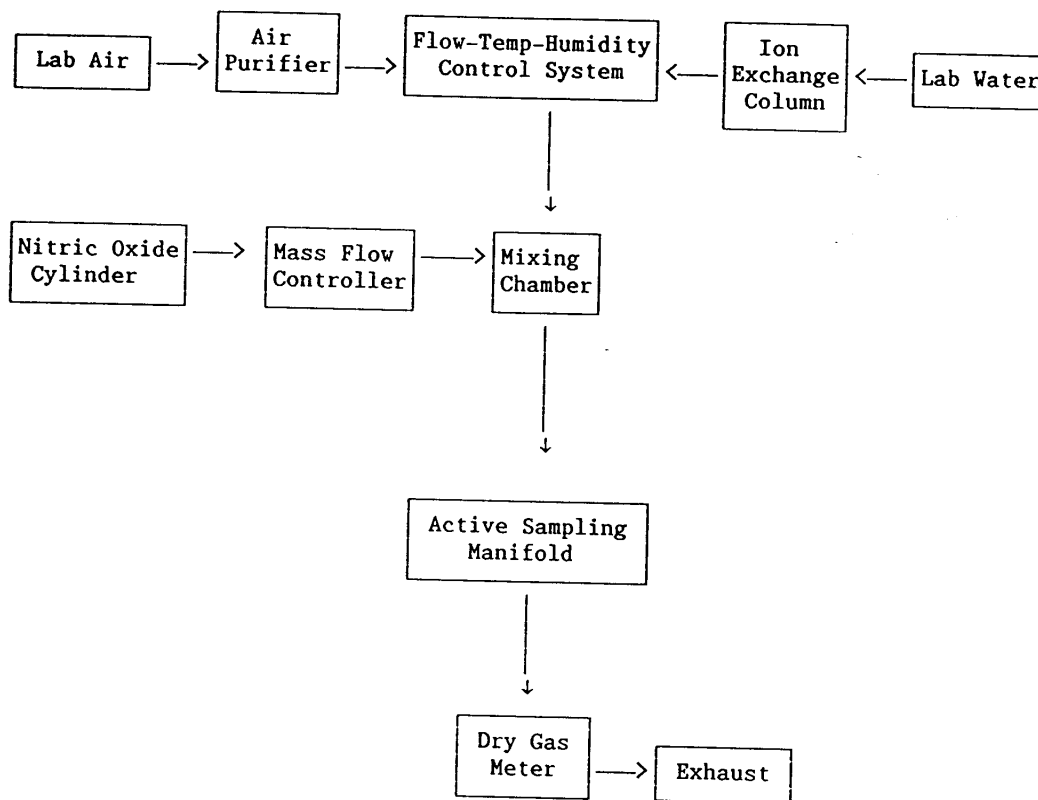 Lab Air
Air
Purifier
Flow-Temp-Humidity
Control System
Ion
Exchange
Column
Lab Water
Nitric Oxide
Cylinder
Mass Flow
Controller
Mixing
Chamber
Active Sampling
Manifold
Dry Gas
Meter
Exhaust